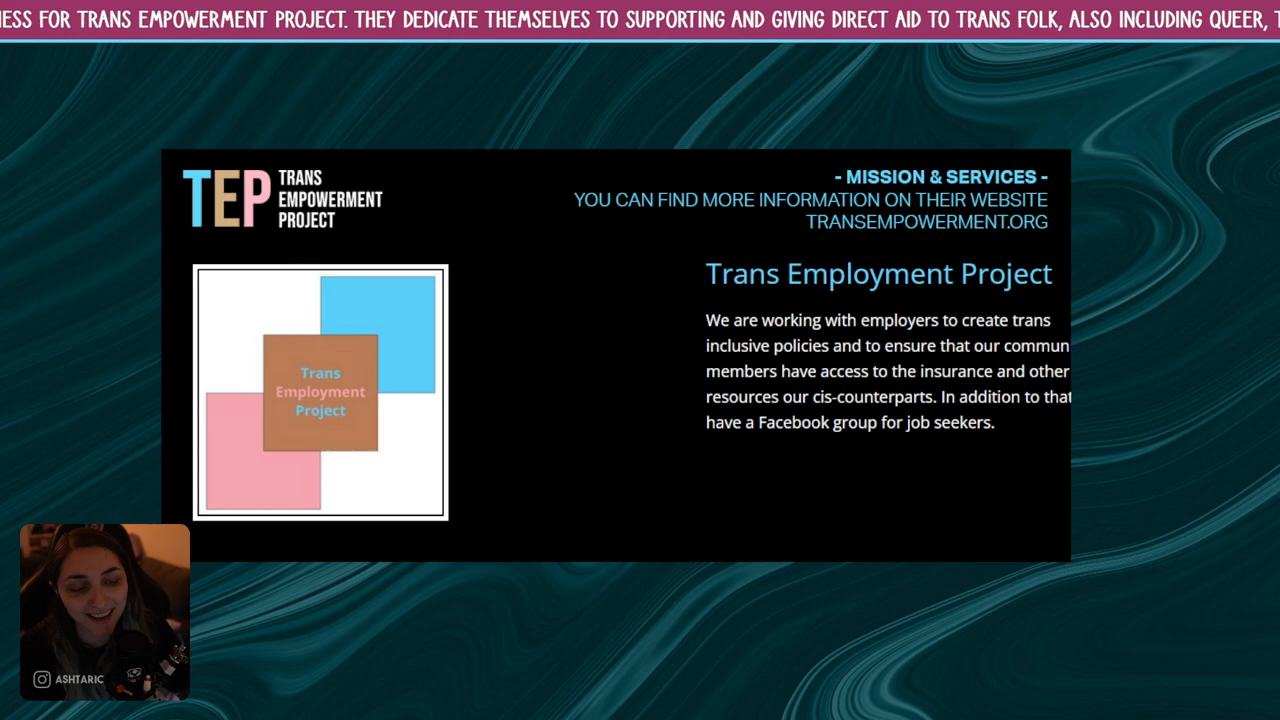 NESS FOR TRANS EMPOWERMENT PROJECT. THEY DEDICATE THEMSELVES TO SUPPORTING AND GIVING DIRECT AID TO TRANS FOLK, ALSO INCLUDING QUEER, T
TEP TRANS
EMPOWERMENT
PROJECT
- MISSION & SERVICES -
YOU CAN FIND MORE INFORMATION ON THEIR WEBSITE
TRANSEMPOWERMENT.ORG
Trans
Employment
Project
Trans Employment Project
We are working with employers to create trans
inclusive policies and to ensure that our commun
members have access to the insurance and other
resources our cis-counterparts. In addition to that
have a Facebook group for job seekers.
ASHTARIC